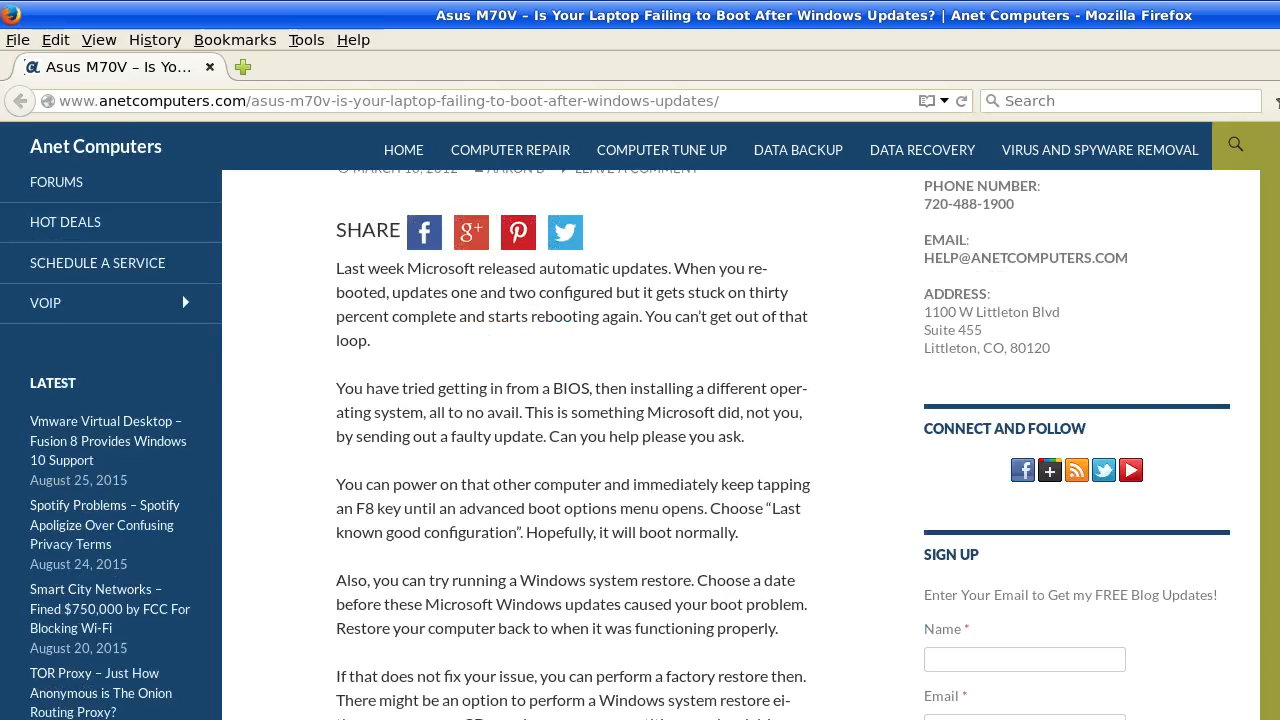 Asus M70V – Is Your Laptop Failing to Boot After Windows Updates? | Anet Computers - Mozilla Firefox
File Edit View History Bookmarks Tools Help
Asus M70V – Is Yo...
www.anetcomputers.com/asus-m70v-is-your-laptop-failing-to-boot-after-windows-updates/
Search
Anet Computers
HOME COMPUTER REPAIR COMPUTER TUNE UP DATA BACKUP DATA RECOVERY VIRUS AND SPYWARE REMOVAL
FORUMS
HOT DEALS
SCHEDULE A SERVICE
VOIP
LATEST
Vmware Virtual Desktop –
Fusion 8 Provides Windows
10 Support
August 25, 2015
Spotify Problems – Spotify
Apoligize Over Confusing
Privacy Terms
August 24, 2015
Smart City Networks –
Fined $750,000 by FCC For
Blocking Wi-Fi
August 20, 2015
TOR Proxy – Just How
Anonymous is The Onion
Routing Proxy?
SHARE
Last week Microsoft released automatic updates. When you re-
booted, updates one and two configured but it gets stuck on thirty
percent complete and starts rebooting again. You can't get out of that
loop.
You have tried getting in from a BIOS, then installing a different oper-
ating system, all to no avail. This is something Microsoft did, not you,
by sending out a faulty update. Can you help please you ask.
You can power on that other computer and immediately keep tapping
an F8 key until an advanced boot options menu opens. Choose “Last
known good configuration”. Hopefully, it will boot normally.
Also, you can try running a Windows system restore. Choose a date
before these Microsoft Windows updates caused your boot problem.
Restore your computer back to when it was functioning properly.
If that does not fix your issue, you can perform a factory restore then.
There might be an option to perform a Windows system restore ei-
PHONE NUMBER:
720-488-1900
EMAIL:
HELP@ANETCOMPUTERS.COM
ADDRESS:
1100 W Littleton Blvd
Suite 455
Littleton, CO, 80120
CONNECT AND FOLLOW
SIGN UP
Enter Your Email to Get my FREE Blog Updates!
Name *
Email *